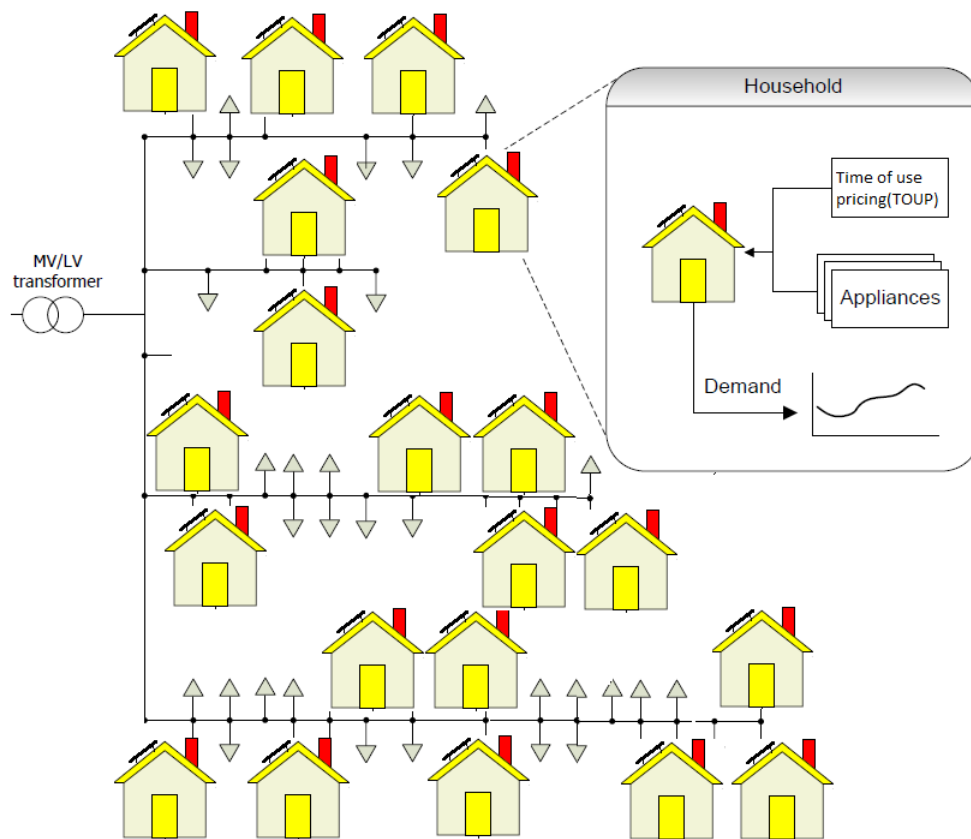 Household
Time of use
pricing(TOUP)
MV/LV
transformer
Appliances
Demand